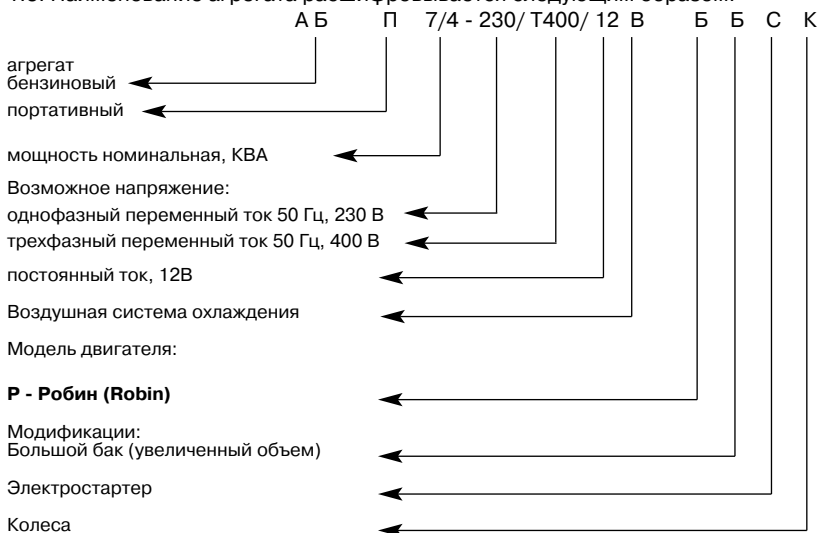 А Б П 7/4 - 230/ Т400/ 12 В Б Б С К
агрегат
бензиновый
портативный
мощность номинальная, КВА
Возможное напряжение:
однофазный переменный ток 50 Гц, 230 В
трехфазный переменный ток 50 Гц, 400 В
постоянный ток, 12В
Воздушная система охлаждения
Модель двигателя:
Р - Робин (Robin)
Модификации:
Большой бак (увеличенный объем)
Электростартер
Колеса